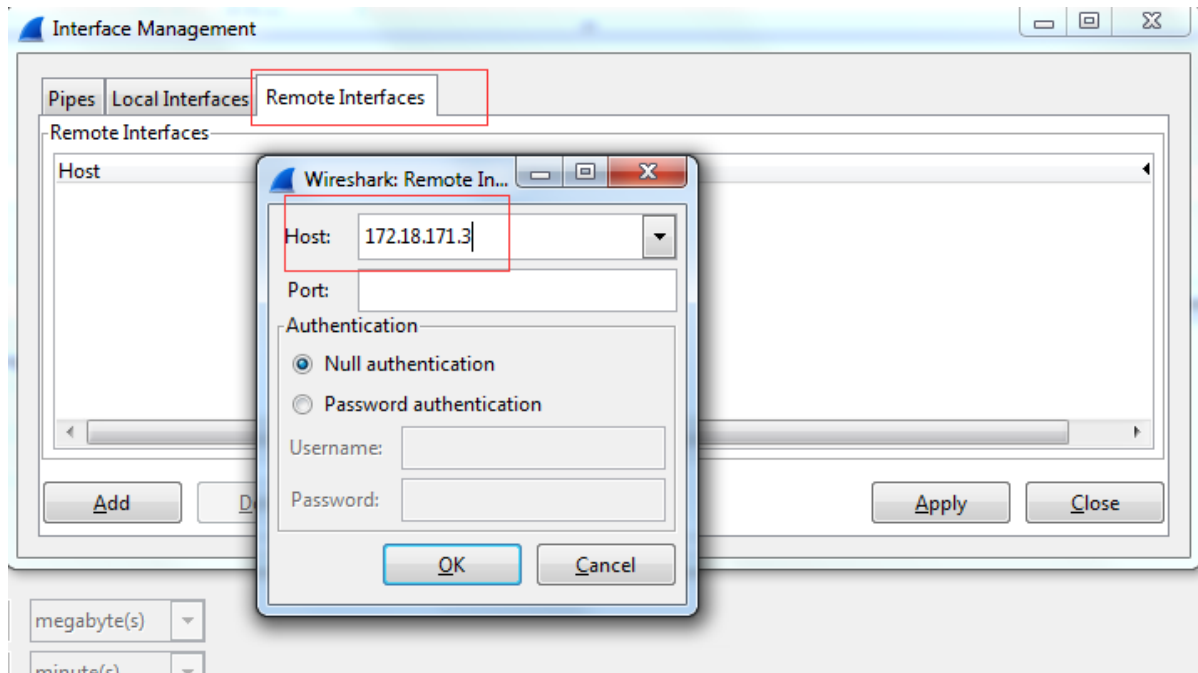 Interface Management
Pipes Local Interfaces Remote Interfaces
Remote Interfaces
Host
Wireshark: Remote In...
Host: 172.18.171.3
Port:
Authentication
Null authentication
Password authentication
Username:
Password:
OK Cancel
Add Apply Close
megabyte(s)
minute(s)